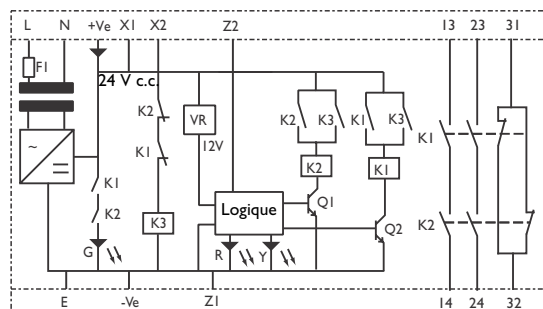 L N +Ve X1 X2 Z2 13 23 31
F1
24 V c.c.
K2 VR K2 K3 K1 K3
12V
K1 K1
K1 K2 K1
K2 K3 Logique Q1
Q2 K2
G R Y
E -Ve Z1 14 24 32
~